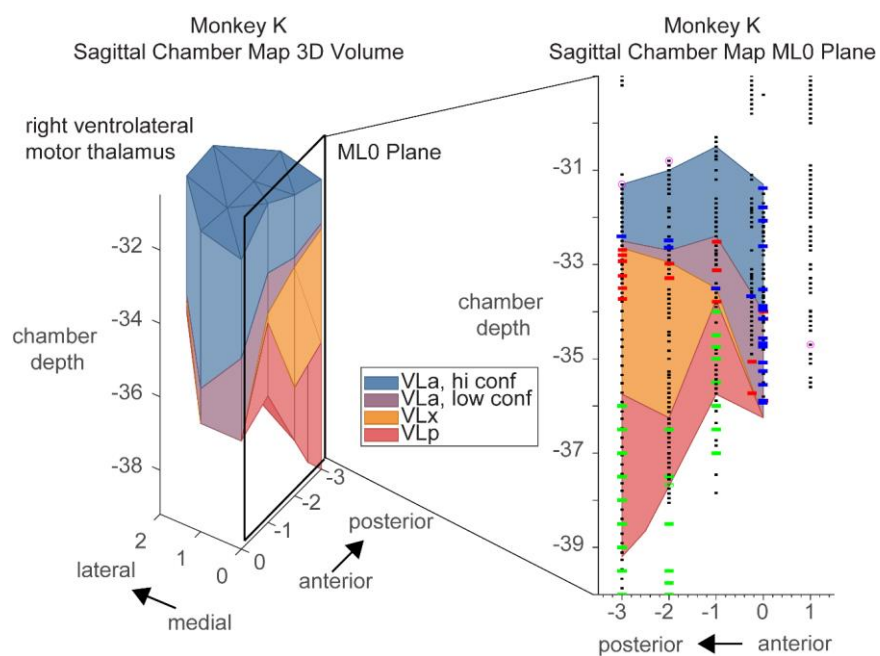 Monkey K
Sagittal Chamber Map 3D Volume
right ventrolateral
motor thalamus
ML0 Plane
-32
-34
-36
-38
chamber
depth
2
1
0
lateral
medial
0
-1
-2
-3
posterior
anterior
VLa, hi conf
VLa, low conf
VLx
VLp
Monkey K
Sagittal Chamber Map ML0 Plane
-31
-33
-35
-37
-39
chamber
depth
-3 -2 -1 0 1
posterior anterior